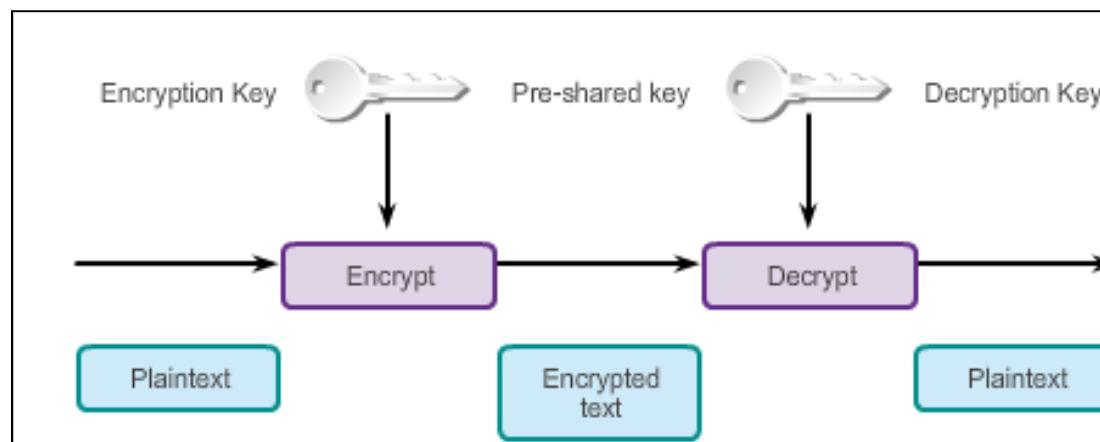 Encryption Key
Pre-shared key
Decryption Key
Encrypt
Decrypt
Plaintext
Encrypted
text
Plaintext